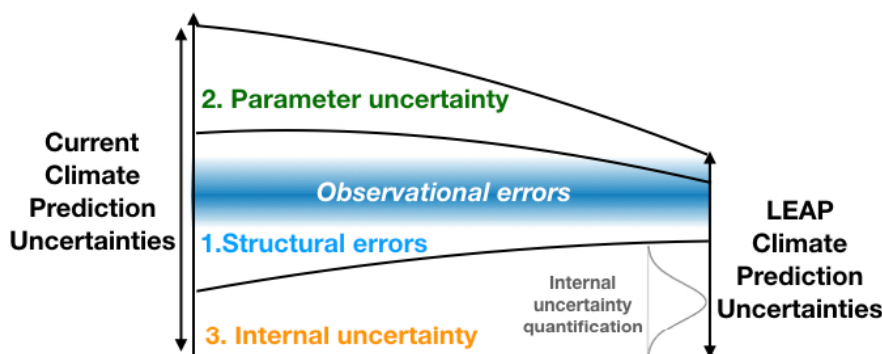 2. Parameter uncertainty
Current
Climate
Prediction
Uncertainties
Observational errors
1.Structural errors
LEAP
Climate
Prediction
Uncertainties
Internal
uncertainty
quantification
3. Internal uncertainty